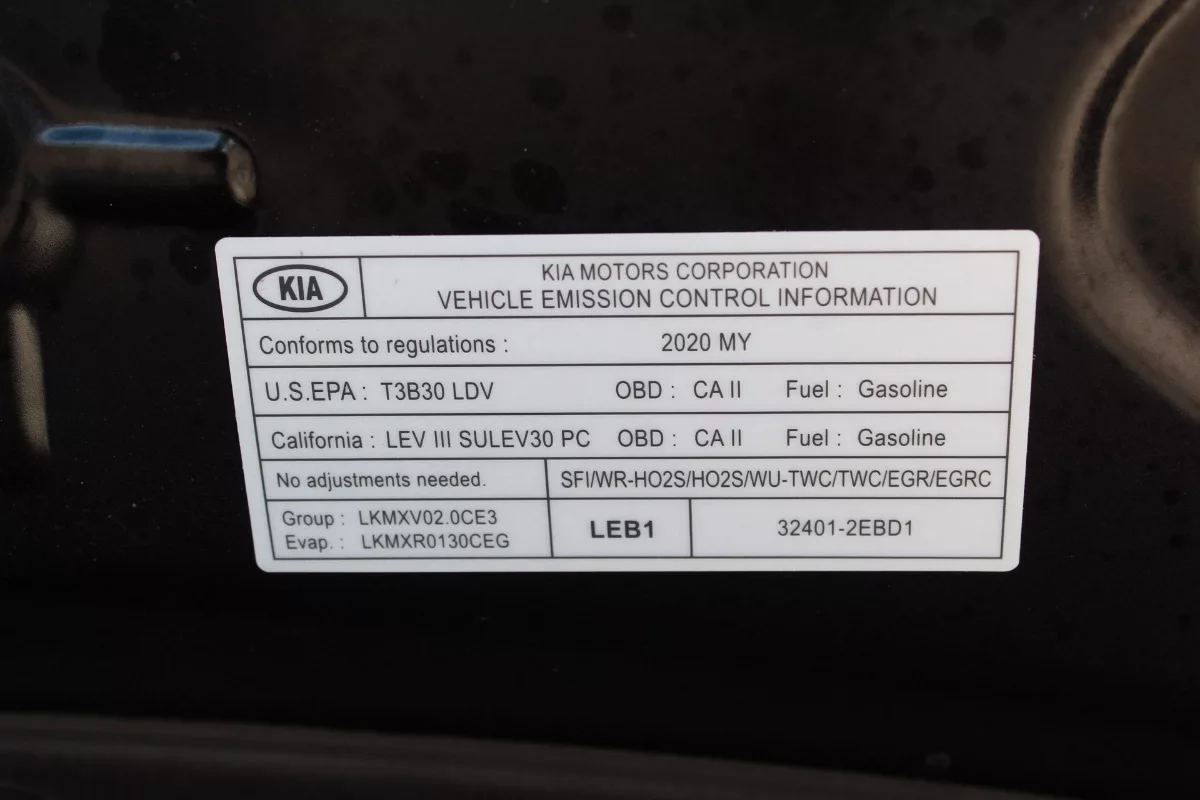 KIA
KIA MOTORS CORPORATION
VEHICLE EMISSION CONTROL INFORMATION
Conforms to regulations : 2020 MY
U.S.EPA : T3B30 LDV OBD : CA II Fuel : Gasoline
California : LEV III SULEV30 PC OBD : CA II Fuel : Gasoline
No adjustments needed. SFI/WR-HO2S/HO2S/WU-TWC/TWC/EGR/EGRC
Group : LKMXV02.0CE3
Evap. : LKMXR0130CEG
LEB1
32401-2EBD1